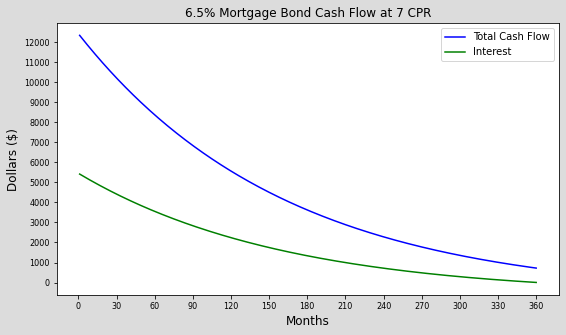 6.5% Mortgage Bond Cash Flow at 7 CPR
Total Cash Flow
Interest
Dollars ($)
12000
11000
10000
9000
8000
7000
6000
5000
4000
3000
2000
1000
0
0 30 60 90 120 150 180 210 240 270 300 330 360
Months